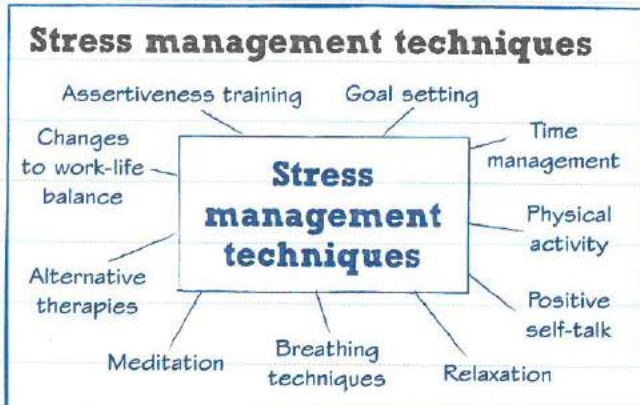 Stress management techniques
Assertiveness training
Goal setting
Changes
to work-life
balance
Time
management
Stress
management
techniques
Physical
activity
Alternative
therapies
Positive
self-talk
Meditation
Breathing
techniques
Relaxation